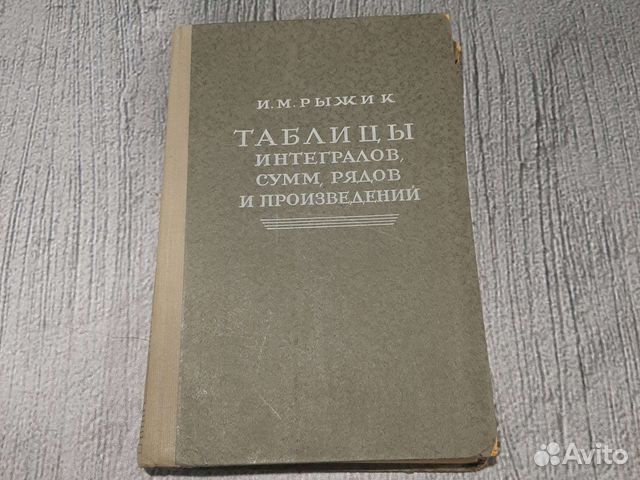 И. М. РЫЖИК
ТАБЛИЦЫ
ИНТЕГРАЛОВ,
СУММ, РЯДОВ
И ПРОИЗВЕДЕНИЙ
Avito